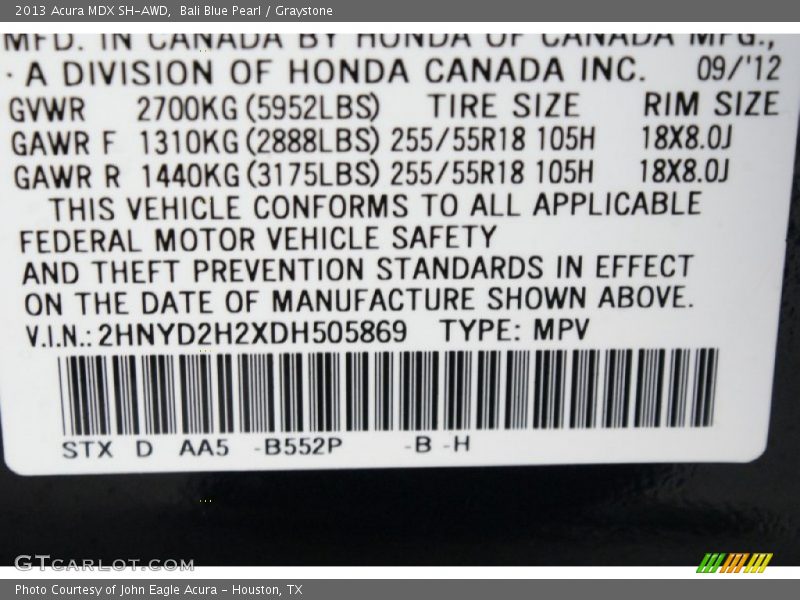 2013 Acura MDX SH-AWD,  Bali Blue Pearl / Graystone
MFD. IN CANADA BY HONDA OF CANADA MFG.,
· A DIVISION OF HONDA CANADA INC. 09/'12
GVWR 2700KG (5952LBS) TIRE SIZE RIM SIZE
GAWR F 1310KG (2888LBS) 255/55R18 105H 18X8.0J
GAWR R 1440KG (3175LBS) 255/55R18 105H 18X8.0J
THIS VEHICLE CONFORMS TO ALL APPLICABLE
FEDERAL MOTOR VEHICLE SAFETY
AND THEFT PREVENTION STANDARDS IN EFFECT
ON THE DATE OF MANUFACTURE SHOWN ABOVE.
V.I.N.: 2HNYD2H2XDH505869 TYPE: MPV
STX D AA5 -B552P -B -H
GTCARLOT.COM
Photo Courtesy of John Eagle Acura - Houston, TX